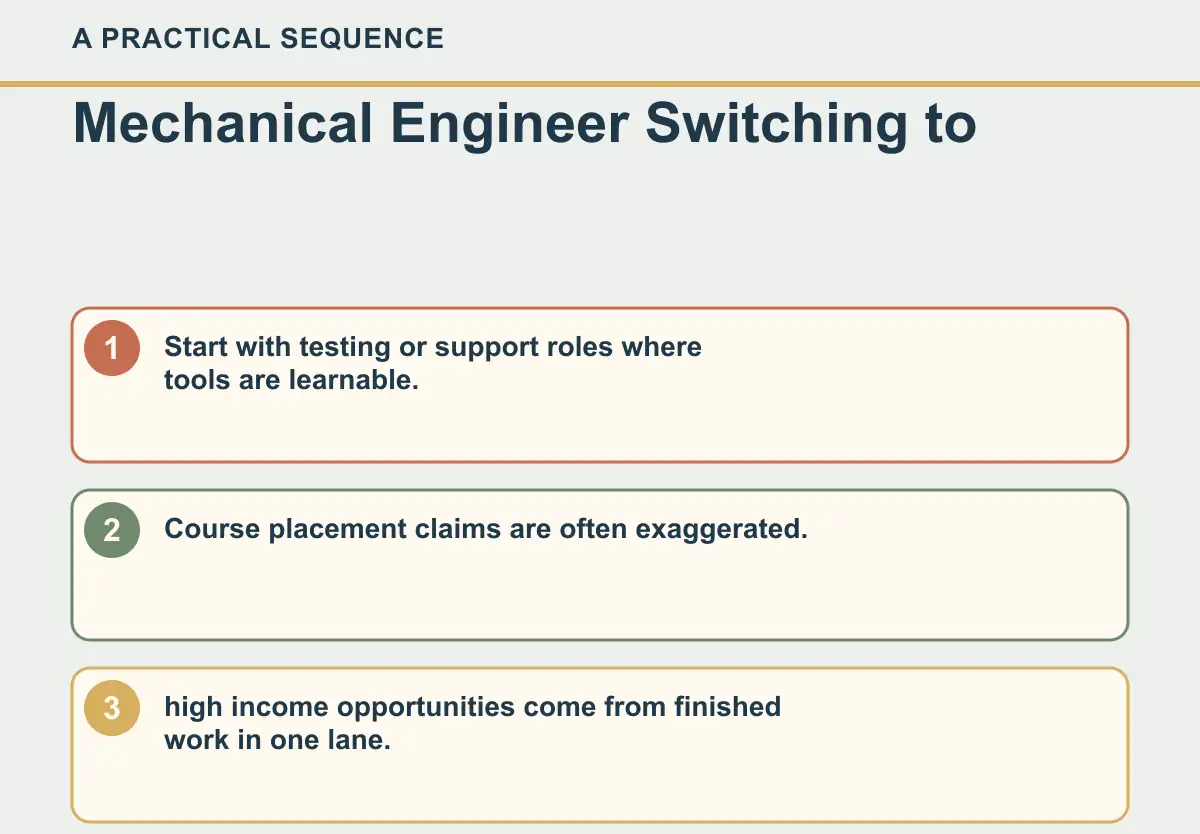 A PRACTICAL SEQUENCE
Mechanical Engineer Switching to
1
Start with testing or support roles where
tools are learnable.
2
Course placement claims are often exaggerated.
3
high income opportunities come from finished
work in one lane.